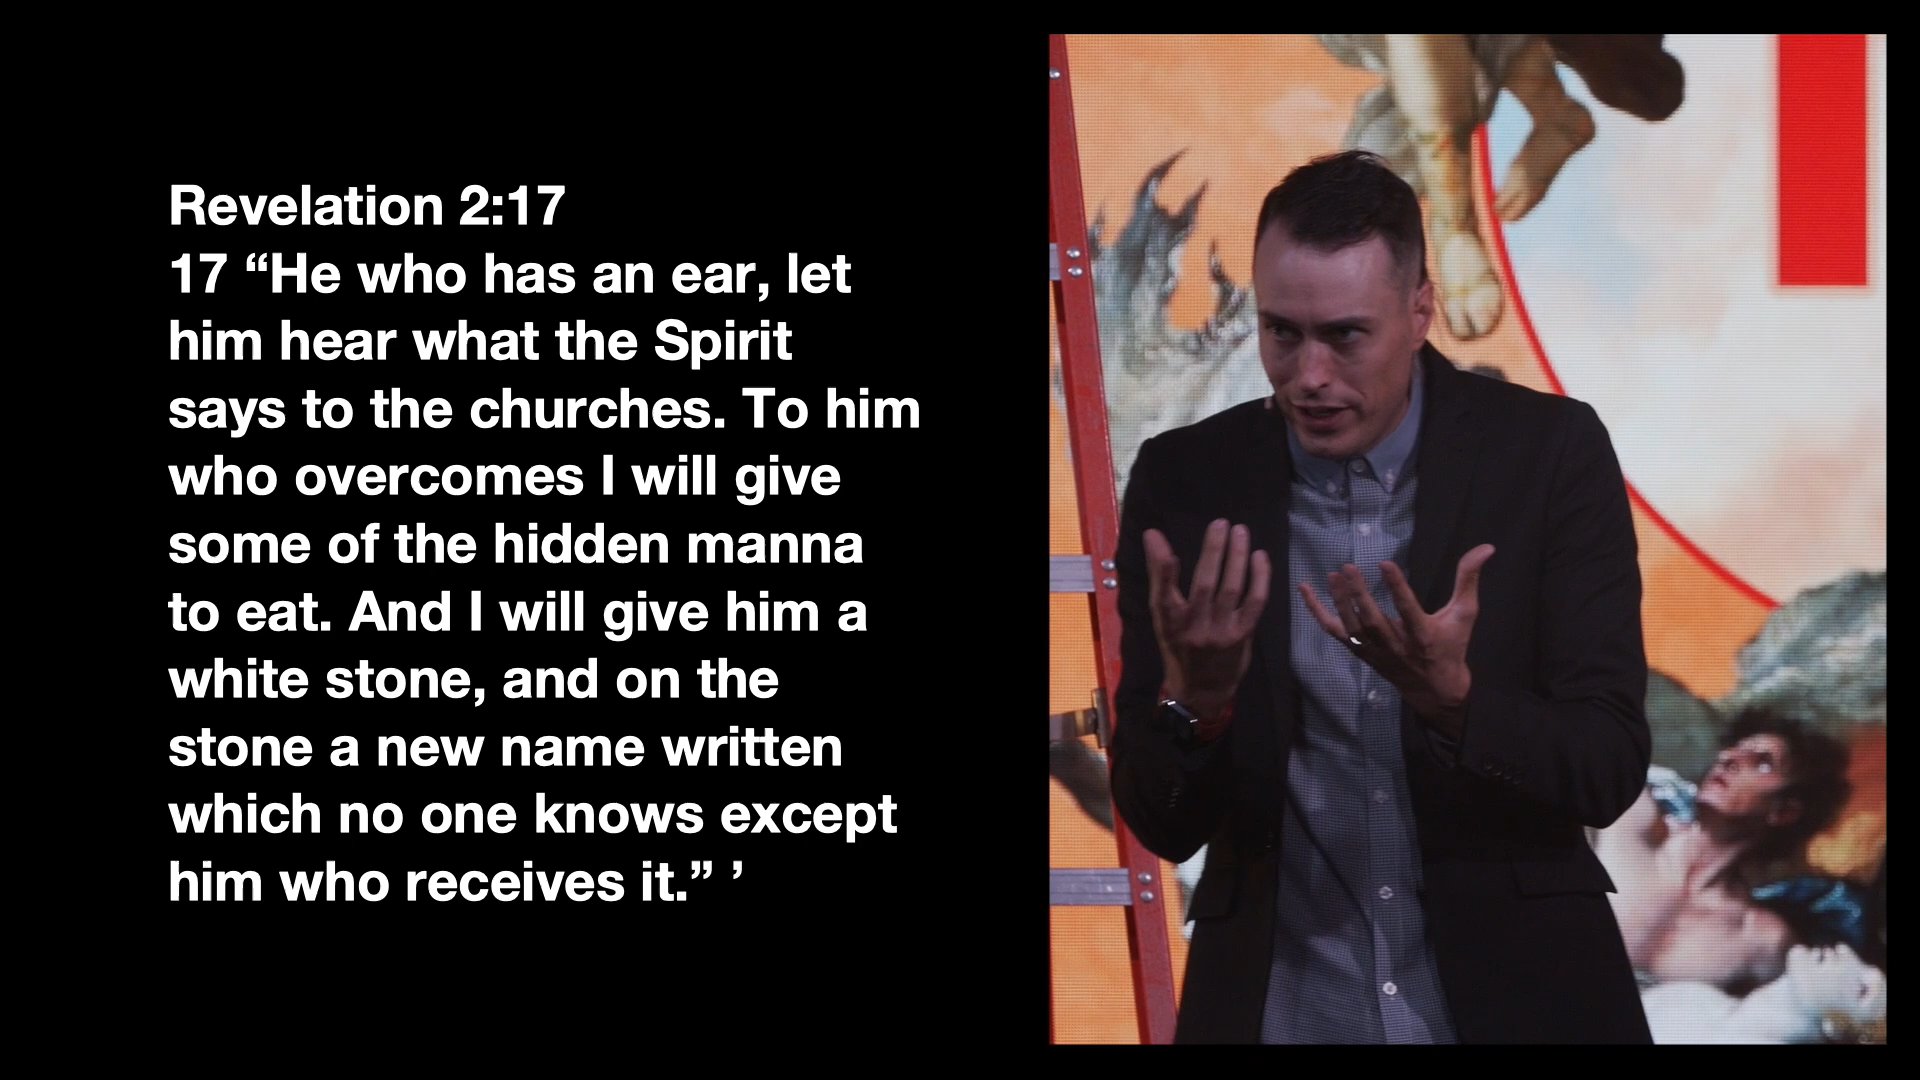 Revelation 2:17
17 “He who has an ear, let
him hear what the Spirit
says to the churches. To him
who overcomes I will give
some of the hidden manna
to eat. And I will give him a
white stone, and on the
stone a new name written
which no one knows except
him who receives it.” ’